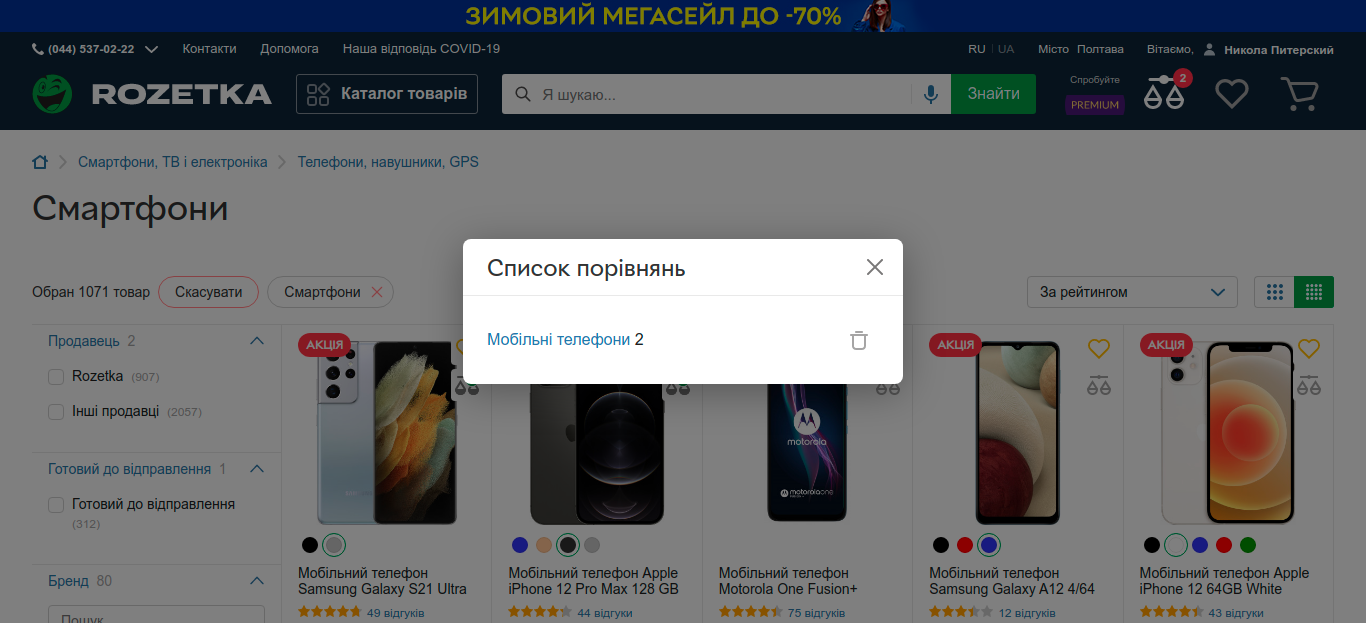 ЗИМОВИЙ МЕГАСЕЙЛ ДО -70%
(044) 537-02-22 Контакти Допомога Наша відповідь COVID-19 RU | UA Місто Полтава Вітаємо, Никола Питерский
ROZETKA Каталог товарів Я шукаю... Знайти Спробуйте PREMIUM 2
Смартфони, ТВ і електроніка Телефони, навушники, GPS
Смартфони
Список порівнянь
Обран 1071 товар Скасувати Смартфони За рейтингом
Мобільні телефони 2
Продавець 2
Rozetka (907)
Інші продавці (2057)
Готовий до відправлення 1
Готовий до відправлення
(312)
Бренд 80
Пошук
АКЦІЯ
Мобільний телефон
Samsung Galaxy S21 Ultra
49 відгуків
Мобільний телефон Apple
iPhone 12 Pro Max 128 GB
44 відгуки
motorola
motorola one
Мобільний телефон
Motorola One Fusion+
75 відгуків
АКЦІЯ
Мобільний телефон
Samsung Galaxy A12 4/64
12 відгуків
АКЦІЯ
Мобільний телефон Apple
iPhone 12 64GB White
43 відгуки